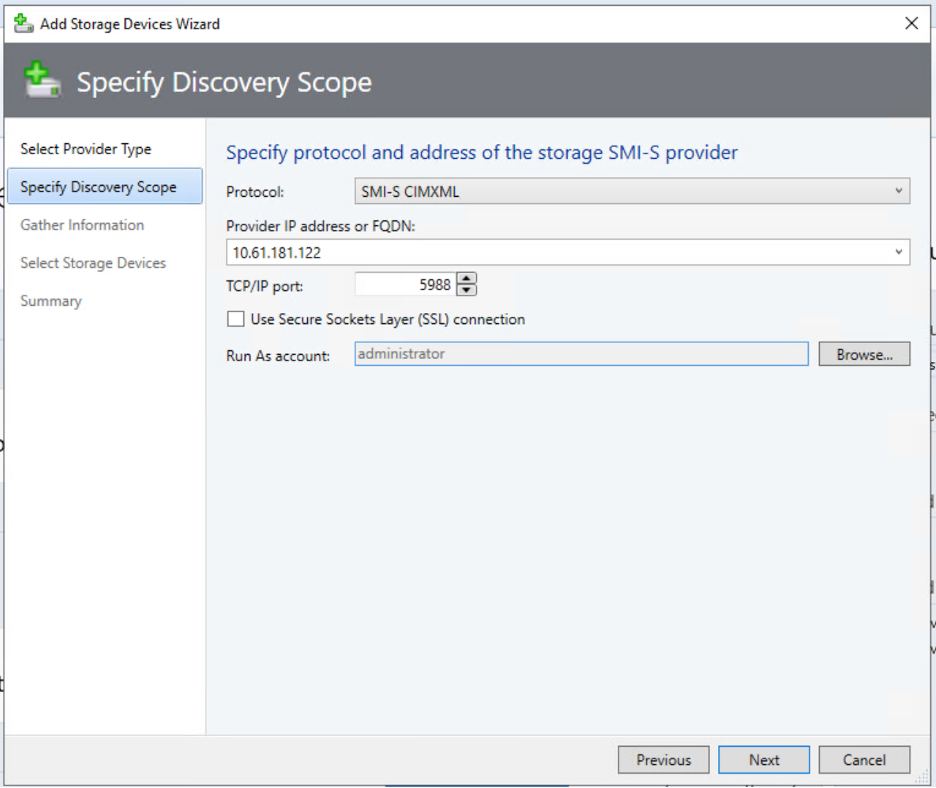 Add Storage Devices Wizard
Specify Discovery Scope
Select Provider Type
Specify Discovery Scope
Gather Information
Select Storage Devices
Summary
Specify protocol and address of the storage SMI-S provider
Protocol: SMI-S CIMXML
Provider IP address or FQDN:
10.61.181.122
TCP/IP port: 5988
Use Secure Sockets Layer (SSL) connection
Run As account: administrator Browse...
Previous Next Cancel